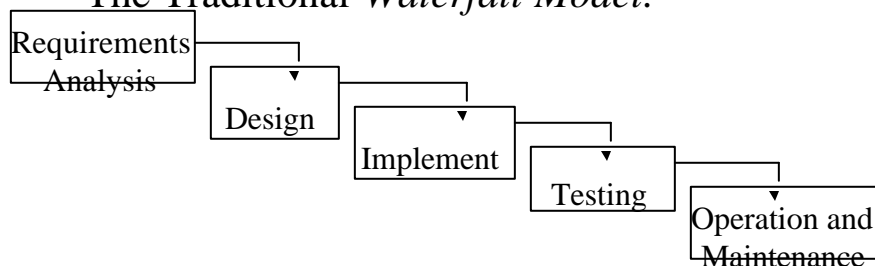 The Traditional Waterfall Model:
Requirements
Analysis
Design
Implement
Testing
Operation and
Maintenance